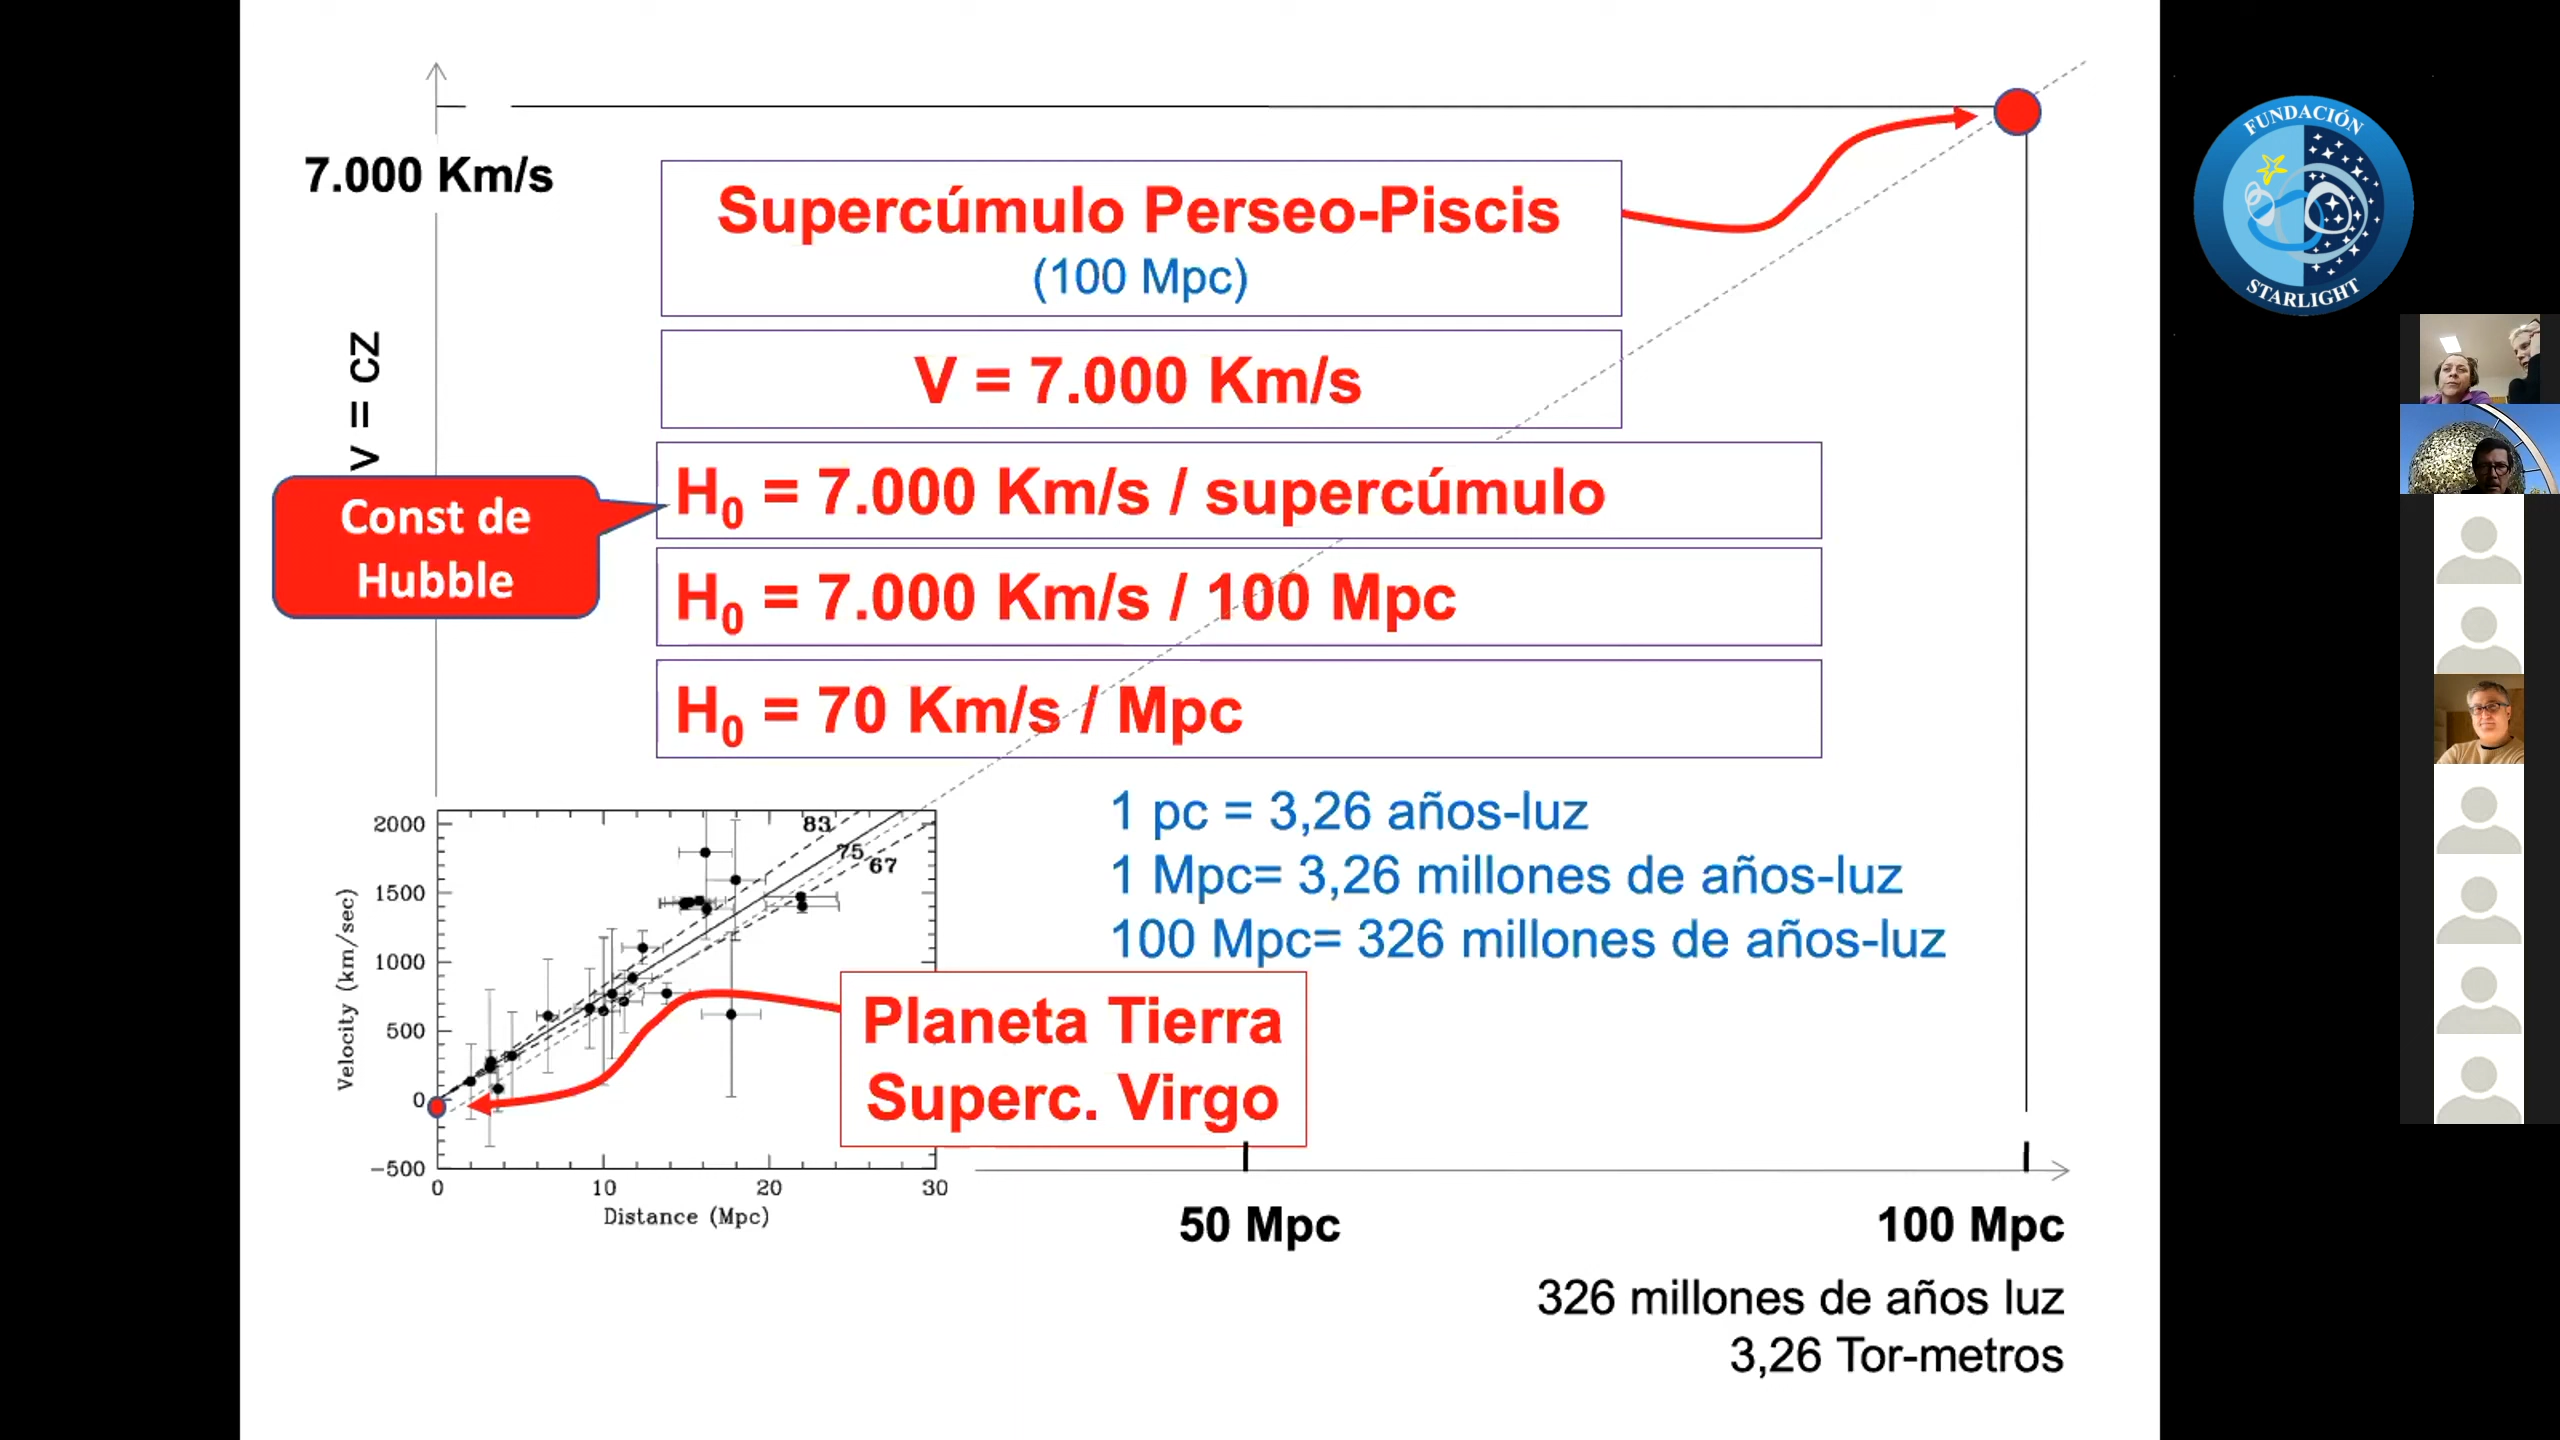 7.000 Km/s
V = cz
Supercúmulo Perseo-Piscis
(100 Mpc)
V = 7.000 Km/s
Const de
Hubble
H₀ = 7.000 Km/s / supercúmulo
H₀ = 7.000 Km/s / 100 Mpc
H₀ = 70 Km/s / Mpc
1 pc = 3,26 años-luz
1 Mpc= 3,26 millones de años-luz
100 Mpc= 326 millones de años-luz
Planeta Tierra
Superc. Virgo
Velocity (km/sec)
2000
1500
1000
500
0
−500
83
75
67
0 10 20 30
Distance (Mpc)
50 Mpc
100 Mpc
326 millones de años luz
3,26 Tor-metros
FUNDACIÓN
STARLIGHT